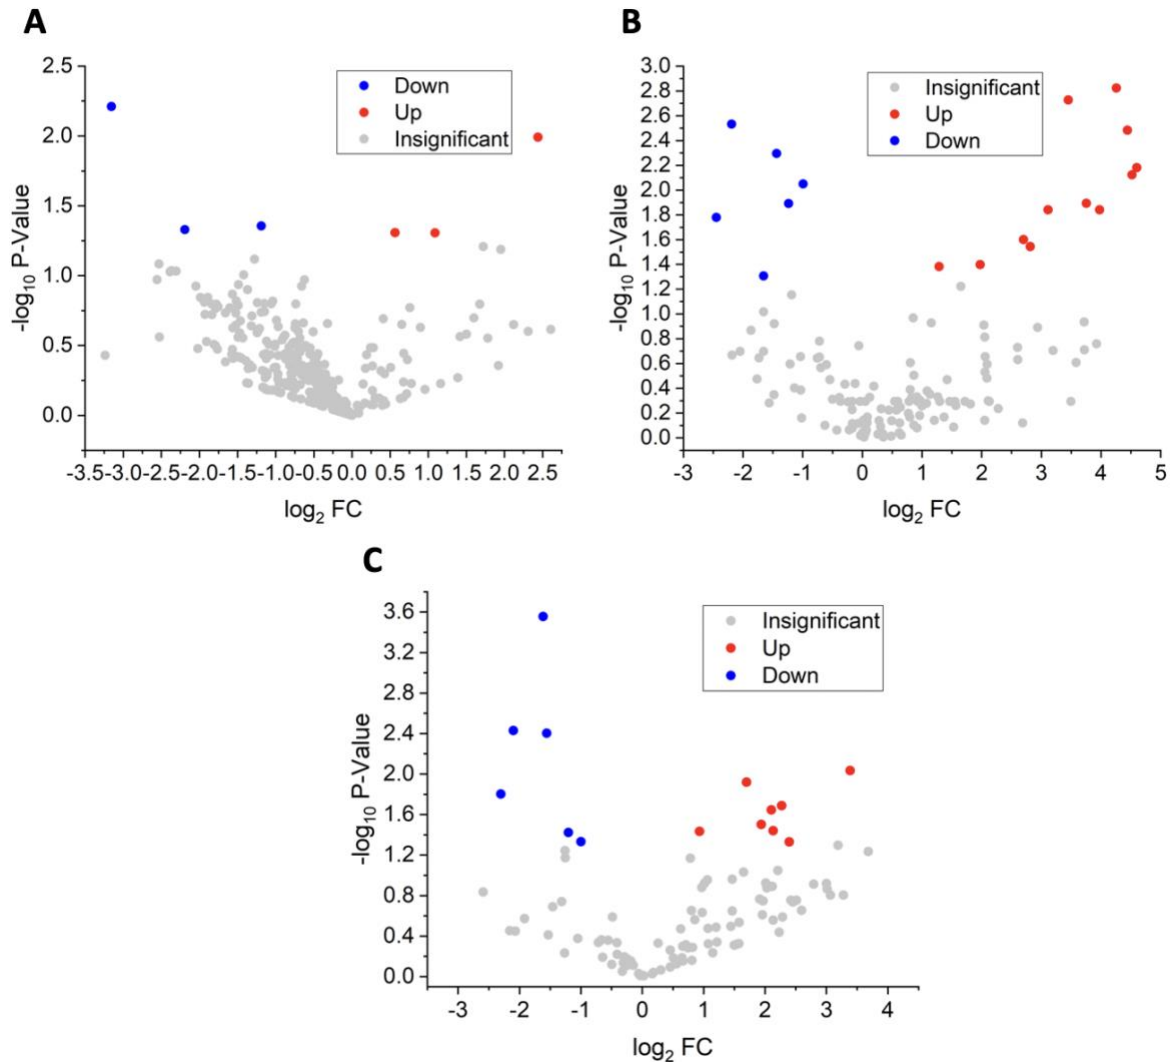 A
2.5
2.0
1.5
1.0
0.5
0.0
-log10 P-Value
Down
Up
Insignificant
-3.5 -3.0 -2.5 -2.0 -1.5 -1.0 -0.5 0.0 0.5 1.0 1.5 2.0 2.5
log2 FC
B
3.0
2.8
2.6
2.4
2.2
2.0
1.8
1.6
1.4
1.2
1.0
0.8
0.6
0.4
0.2
0.0
-log10 P-Value
Insignificant
Up
Down
-3 -2 -1 0 1 2 3 4 5
log2 FC
C
3.6
3.2
2.8
2.4
2.0
1.6
1.2
0.8
0.4
0.0
-log10 P-Value
Insignificant
Up
Down
-3 -2 -1 0 1 2 3 4
log2 FC